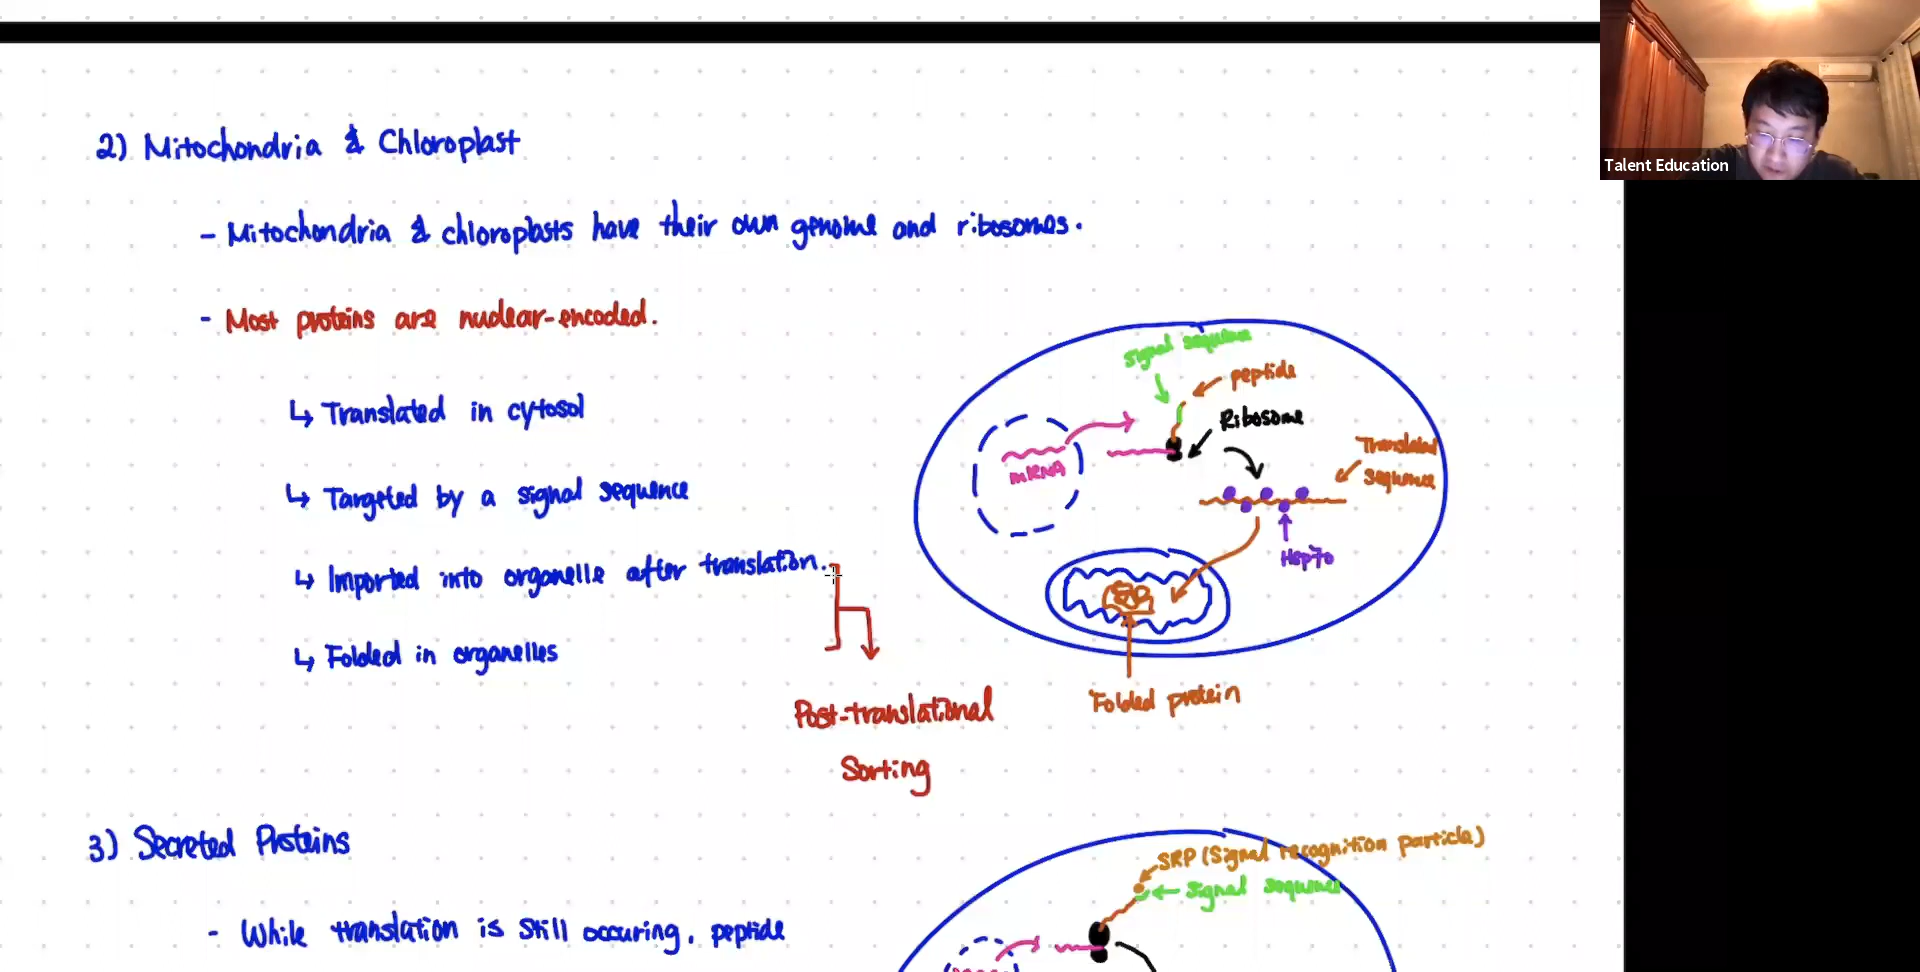 Talent Education
2) Mitochondria & Chloroplast
- Mitochondria & chloroplasts have their own genome and ribosomes.
- Most proteins are nuclear-encoded.
↳ Translated in cytosol
↳ Targeted by a signal sequence
↳ Imported into organelle after translation.
↳ Folded in organelles
Post-translational
Sorting
signal sequence
peptide
Ribosome
mRNA
Translated
sequence
Hsp70
Folded protein
3) Secreted Proteins
- While translation is still occuring, peptide
SRP (Signal recognition particle)
signal sequence